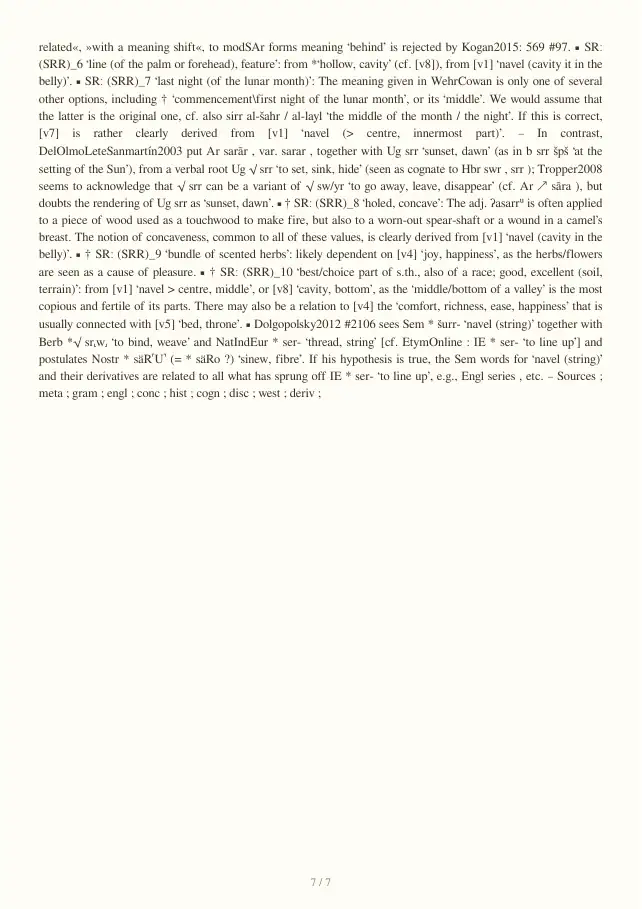 related«, »with a meaning shift«, to modSAr forms meaning ‘behind’ is rejected by Kogan2015: 569 #97. ▪ SR:
(SRR)_6 ‘line (of the palm or forehead), feature’: from *‘hollow, cavity’ (cf. [v8]), from [v1] ‘navel (cavity it in the
belly)’. ▪ SR: (SRR)_7 ‘last night (of the lunar month)’: The meaning given in WehrCowan is only one of several
other options, including † ‘commencement\first night of the lunar month’, or its ‘middle’. We would assume that
the latter is the original one, cf. also sirr al-šahr / al-layl ‘the middle of the month / the night’. If this is correct,
[v7] is rather clearly derived from [v1] ‘navel (> centre, innermost part)’. – In contrast,
DelOlmoLeteSanmartín2003 put Ar sarār , var. sarar , together with Ug srr ‘sunset, dawn’ (as in b srr špš ‘at the
setting of the Sun’), from a verbal root Ug √ srr ‘to set, sink, hide’ (seen as cognate to Hbr swr , srr ); Tropper2008
seems to acknowledge that √ srr can be a variant of √ sw/yr ‘to go away, leave, disappear’ (cf. Ar ↗ sāra ), but
doubts the rendering of Ug srr as ‘sunset, dawn’. ▪ † SR: (SRR)_8 ‘holed, concave’: The adj. ʔasarrᵘ is often applied
to a piece of wood used as a touchwood to make fire, but also to a worn-out spear-shaft or a wound in a camel’s
breast. The notion of concaveness, common to all of these values, is clearly derived from [v1] ‘navel (cavity in the
belly)’. ▪ † SR: (SRR)_9 ‘bundle of scented herbs’: likely dependent on [v4] ‘joy, happiness’, as the herbs/flowers
are seen as a cause of pleasure. ▪ † SR: (SRR)_10 ‘best/choice part of s.th., also of a race; good, excellent (soil,
terrain)’: from [v1] ‘navel > centre, middle’, or [v8] ‘cavity, bottom’, as the ‘middle/bottom of a valley’ is the most
copious and fertile of its parts. There may also be a relation to [v4] the ‘comfort, richness, ease, happiness’ that is
usually connected with [v5] ‘bed, throne’. ▪ Dolgopolsky2012 #2106 sees Sem * šurr- ‘navel (string)’ together with
Berb *√ sr,w, ‘to bind, weave’ and NatIndEur * ser- ‘thread, string’ [cf. EtymOnline : IE * ser- ‘to line up’] and
postulates Nostr * säRˈUˈ (= * säRo ?) ‘sinew, fibre’. If his hypothesis is true, the Sem words for ‘navel (string)’
and their derivatives are related to all what has sprung off IE * ser- ‘to line up’, e.g., Engl series , etc. – Sources ;
meta ; gram ; engl ; conc ; hist ; cogn ; disc ; west ; deriv ;
7 / 7